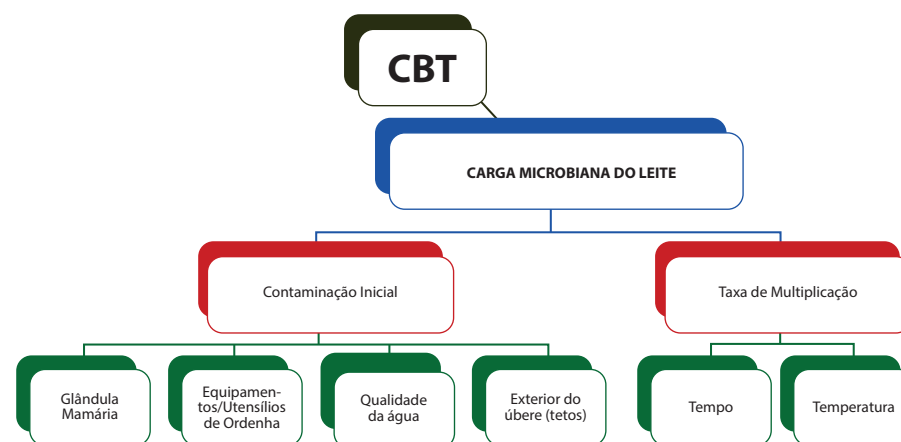 CBT
CARGA MICROBIANA DO LEITE
Contaminação Inicial
Taxa de Multiplicação
Glândula
Mamária
Equipamen-
tos/Utensílios
de Ordenha
Qualidade
da água
Exterior do
úbere (tetos)
Tempo
Temperatura